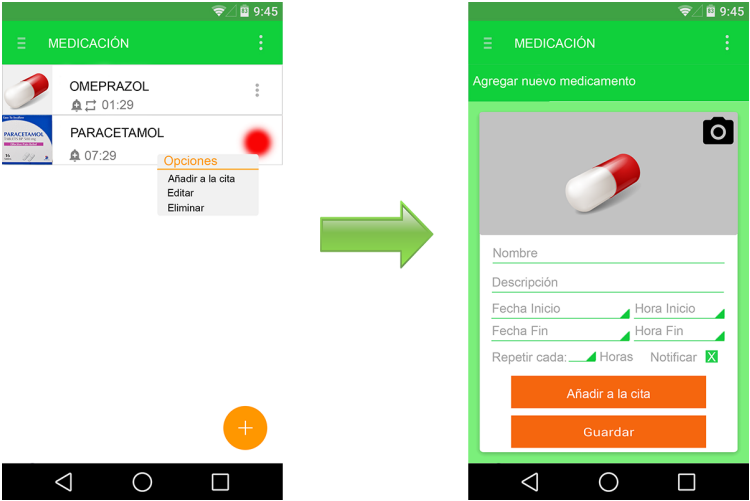 9:45
MEDICACIÓN
OMEPRAZOL
01:29
PARACETAMOL
PARACETAMOL
07:29
16
Opciones
Añadir a la cita
Editar
Eliminar
9:45
MEDICACIÓN
Agregar nuevo medicamento
Nombre
Descripción
Fecha Inicio Hora Inicio
Fecha Fin Hora Fin
Repetir cada: Horas Notificar X
Añadir a la cita
Guardar